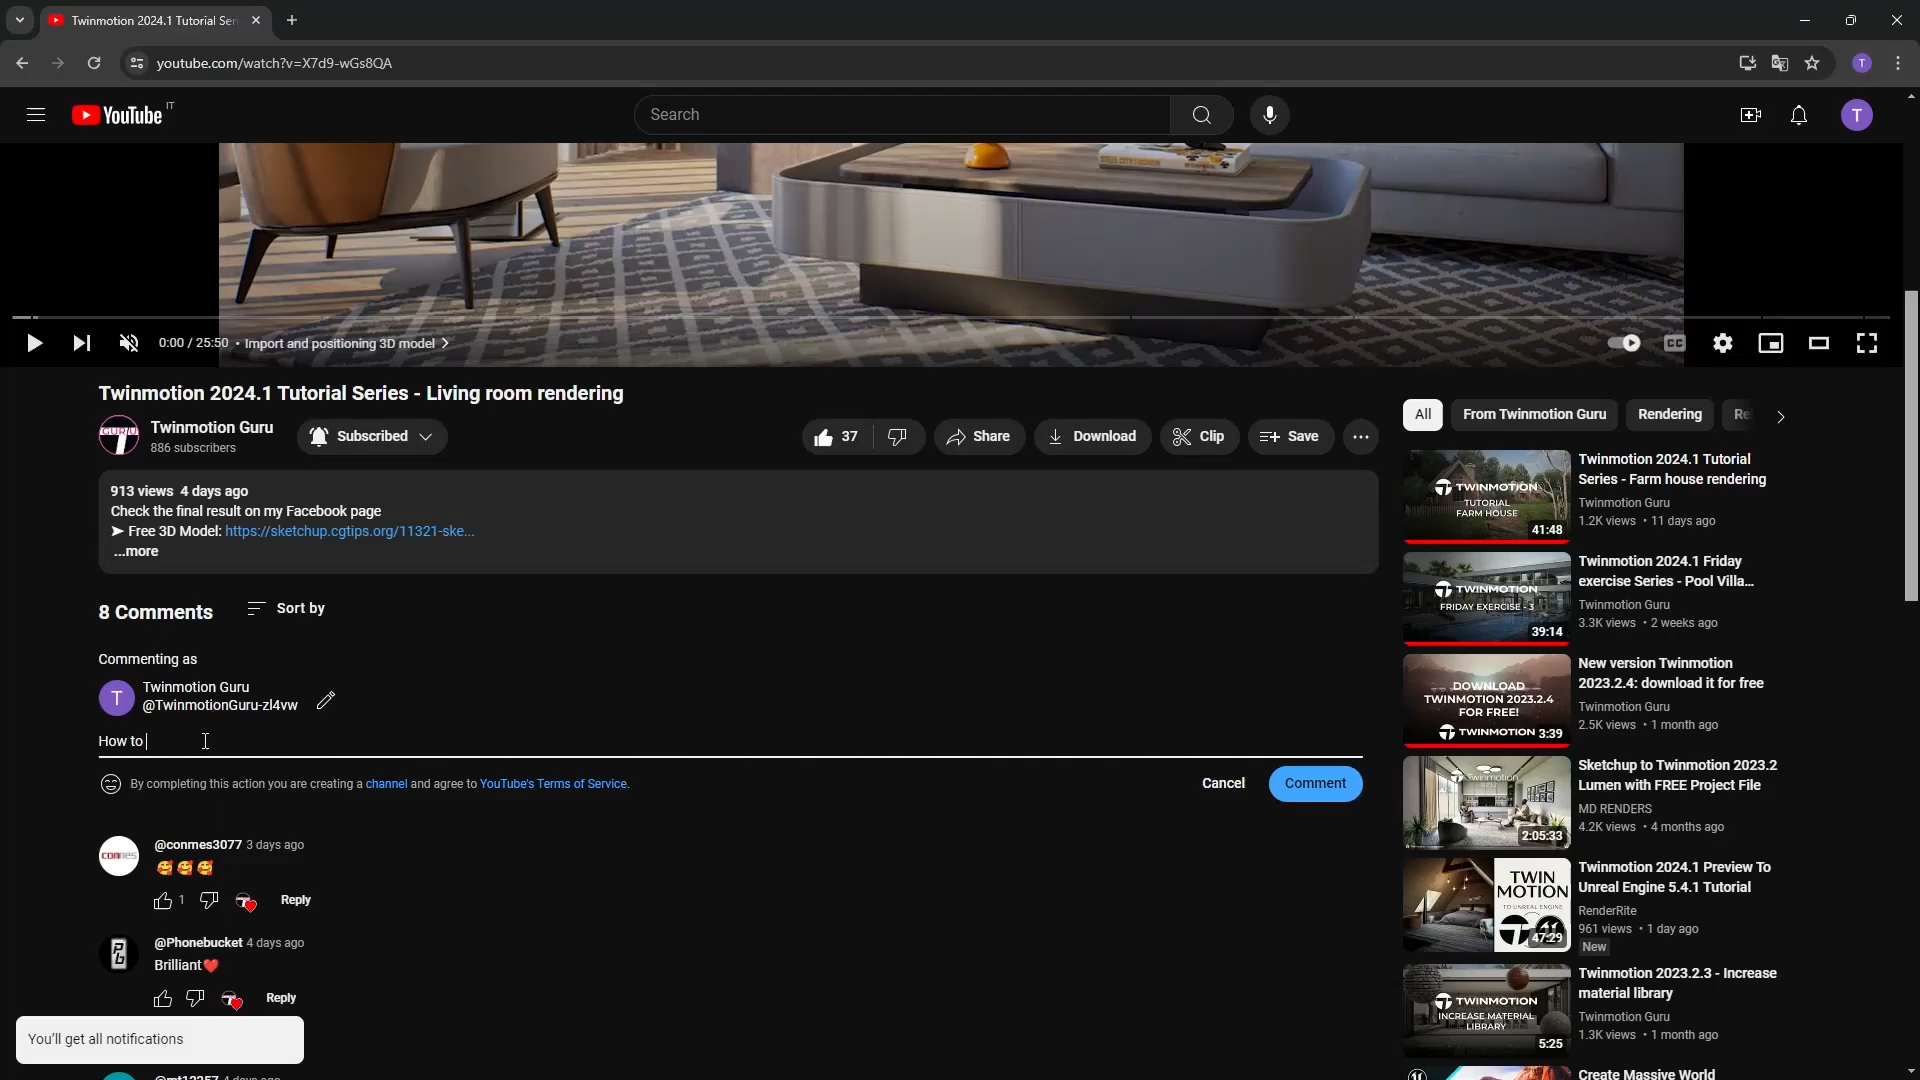 Twinmotion 2024.1 Tutorial Ser
youtube.com/watch?v=X7d9-wGs8QA
T
YouTube IT
Search
T
0:00 / 25:50 • Import and positioning 3D model
CC
Twinmotion 2024.1 Tutorial Series - Living room rendering
GURU
Twinmotion Guru
886 subscribers
Subscribed
37
Share
Download
Clip
Save
913 views 4 days ago
Check the final result on my Facebook page
➤ Free 3D Model: https://sketchup.cgtips.org/11321-ske...
...more
8 Comments
Sort by
Commenting as
T
Twinmotion Guru
@TwinmotionGuru-zl4vw
How to
By completing this action you are creating a channel and agree to YouTube's Terms of Service.
Cancel
Comment
@conmes3077 3 days ago
🥰🥰🥰
1
Reply
@Phonebucket 4 days ago
Brilliant❤️
Reply
You'll get all notifications
All
From Twinmotion Guru
Rendering
Re
TWINMOTION
TUTORIAL
FARM HOUSE
41:48
Twinmotion 2024.1 Tutorial
Series - Farm house rendering
Twinmotion Guru
1.2K views • 11 days ago
TWINMOTION
FRIDAY EXERCISE - 3
39:14
Twinmotion 2024.1 Friday
exercise Series - Pool Villa...
Twinmotion Guru
3.3K views • 2 weeks ago
DOWNLOAD
TWINMOTION 2023.2.4
FOR FREE!
TWINMOTION
3:39
New version Twinmotion
2023.2.4: download it for free
Twinmotion Guru
2.5K views • 1 month ago
2:05:33
Sketchup to Twinmotion 2023.2
Lumen with FREE Project File
MD RENDERS
4.2K views • 4 months ago
TWIN
MOTION
TO UNREAL ENGINE
47:29
Twinmotion 2024.1 Preview To
Unreal Engine 5.4.1 Tutorial
RenderRite
961 views • 1 day ago
New
TWINMOTION
INCREASE MATERIAL
LIBRARY
5:25
Twinmotion 2023.2.3 - Increase
material library
Twinmotion Guru
1.3K views • 1 month ago
Create Massive World